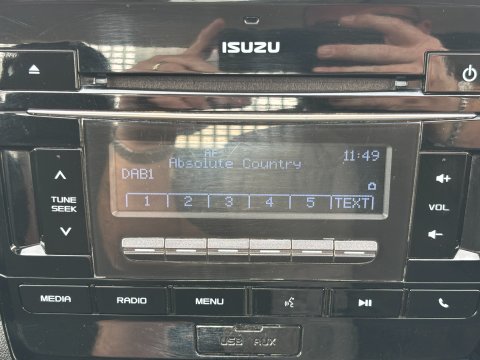 ISUZU
AF
Absolute Country
11:49
DAB1
1 2 3 4 5 TEXT
TUNE
SEEK
VOL
MEDIA RADIO MENU
USB AUX